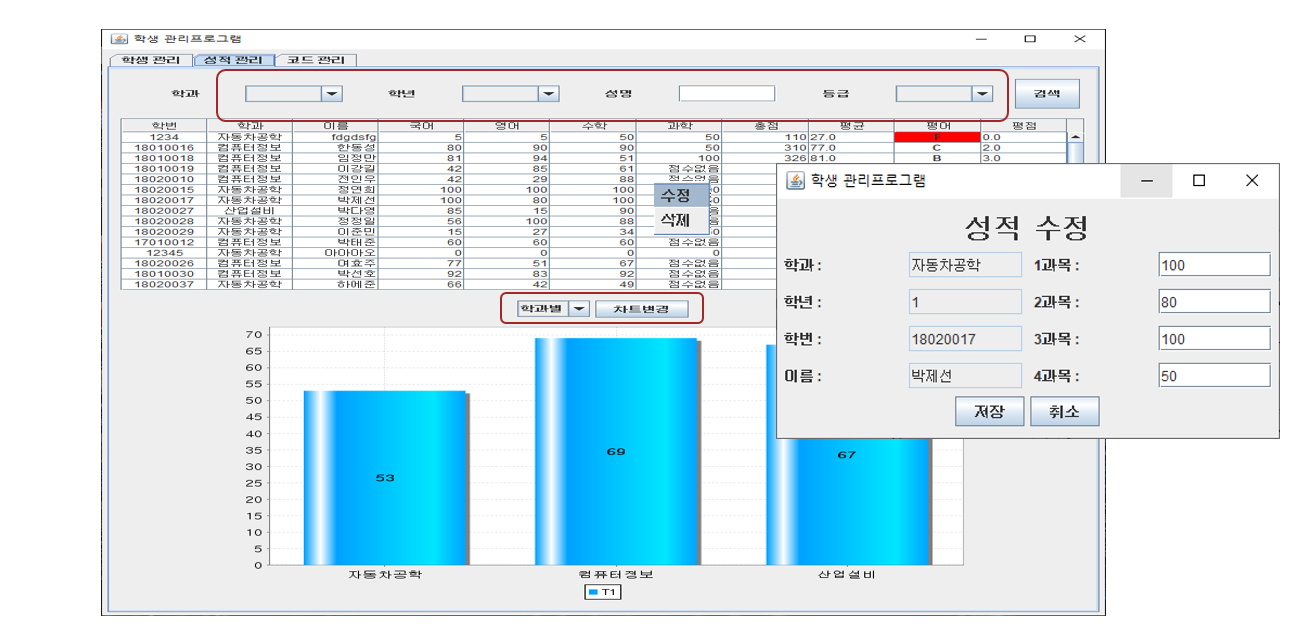 학생 관리프로그램
학생 관리 성적 관리 코드 관리
학과 학년 성명 등급 검색
학번 학과 이름 국어 영어 수학 과학 총점 평균 평어 평점
1234 자동차공학 fdgdsfg 5 5 50 50 110 27.0 F 0.0
18010016 컴퓨터정보 한동성 80 90 90 50 310 77.0 C 2.0
18010018 컴퓨터정보 임정만 81 94 51 100 326 81.0 B 3.0
18010019 컴퓨터정보 이강길 42 85 61 점수없음
18020010 컴퓨터정보 전인우 42 29 88 점수없음
18020015 자동차공학 정연희 100 100 100
18020017 자동차공학 박제선 100 80 100
18020027 산업설비 박다영 85 15 90
18020028 자동차공학 정정일 56 100 88
18020029 자동차공학 이준민 15 27 34
17010012 컴퓨터정보 박태준 60 60 60 점수없음
12345 자동차공학 아아아오 0 0 0 0
18020026 컴퓨터정보 여효주 77 51 67 점수없음
18010030 컴퓨터정보 박선호 92 83 92 점수없음
18020037 자동차공학 하예준 66 42 49 점수없음
수정
삭제
학과별 차트변경
70
65
60
55
50
45
40
35
30
25
20
15
10
5
0
53 69 67
자동차공학 컴퓨터정보 산업설비
T1
학생 관리프로그램
성적 수정
학과 : 자동차공학 1과목 : 100
학년 : 1 2과목 : 80
학번 : 18020017 3과목 : 100
이름 : 박제선 4과목 : 50
저장 취소